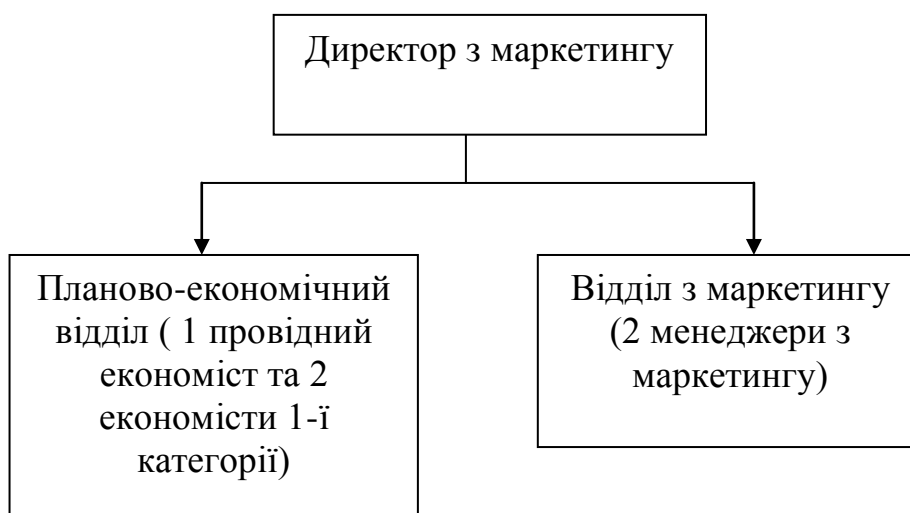 Директор з маркетингу
Планово-економічний
відділ ( 1 провідний
економіст та 2
економісти 1-ї
категорії)
Відділ з маркетингу
(2 менеджери з
маркетингу)